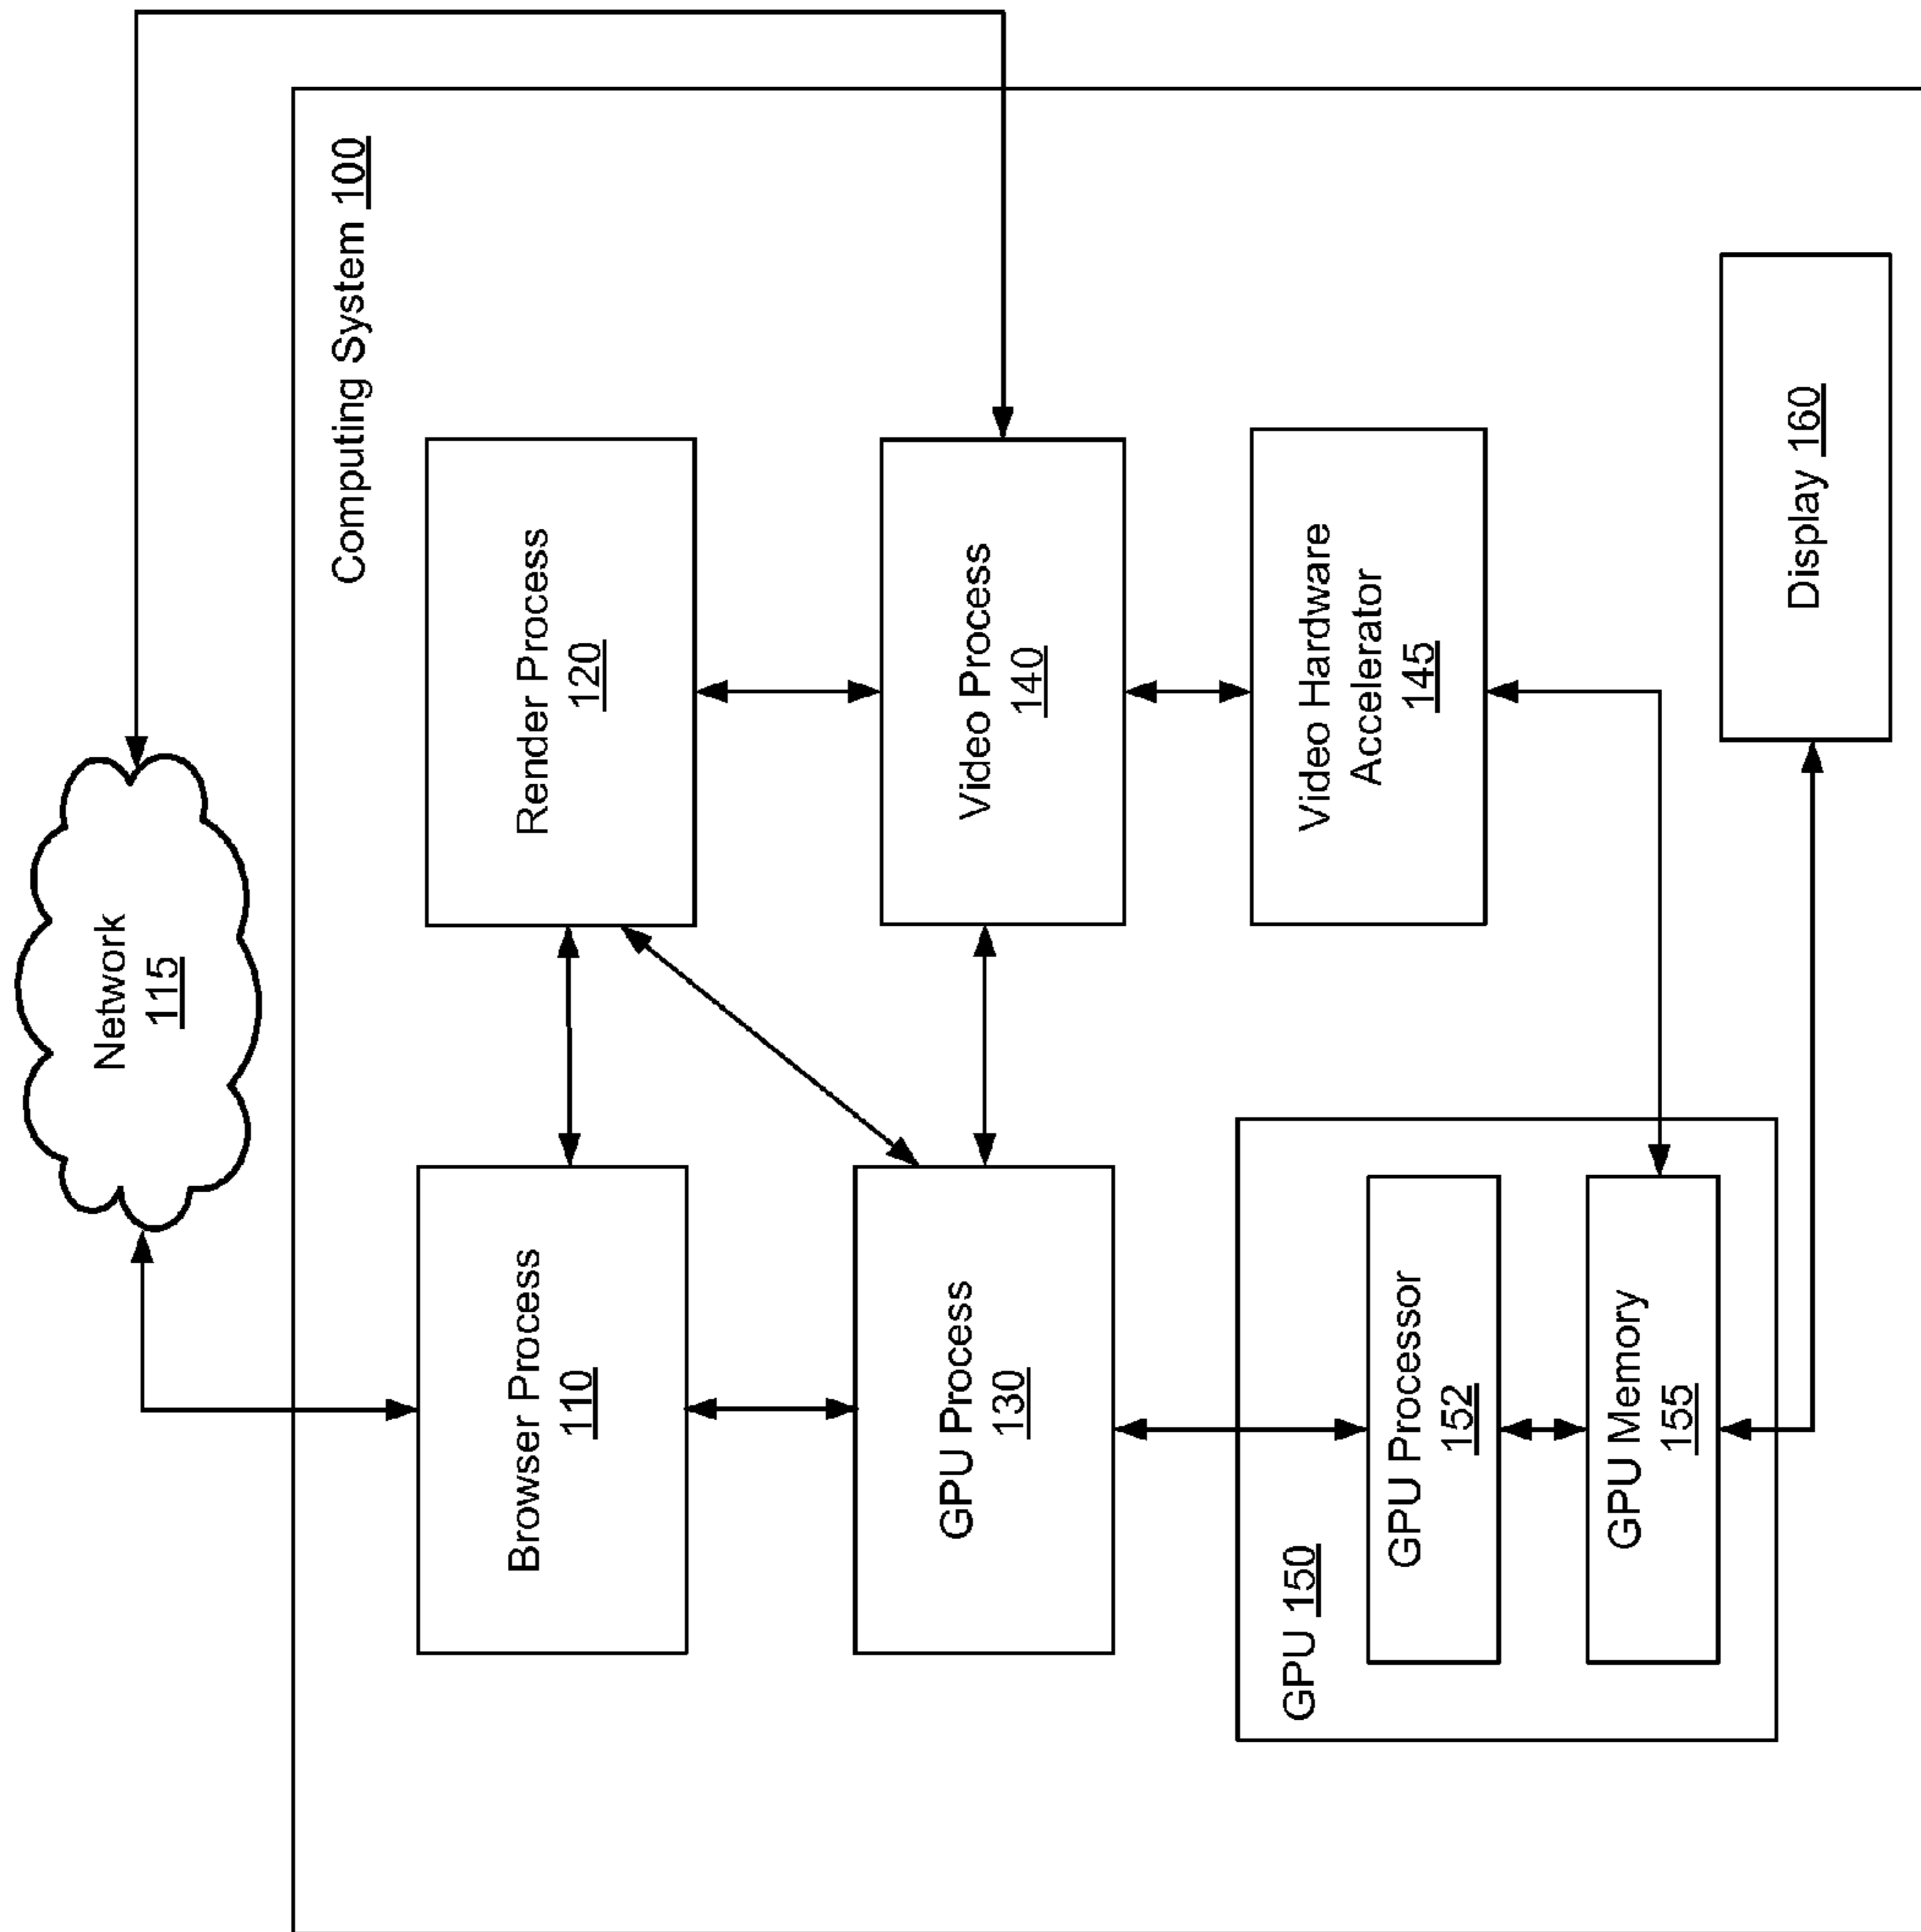 Network
115
Computing System 100
Browser Process
110
Render Process
120
GPU Process
130
Video Process
140
GPU 150
GPU Processor
152
GPU Memory
155
Video Hardware
Accelerator
145
Display 160